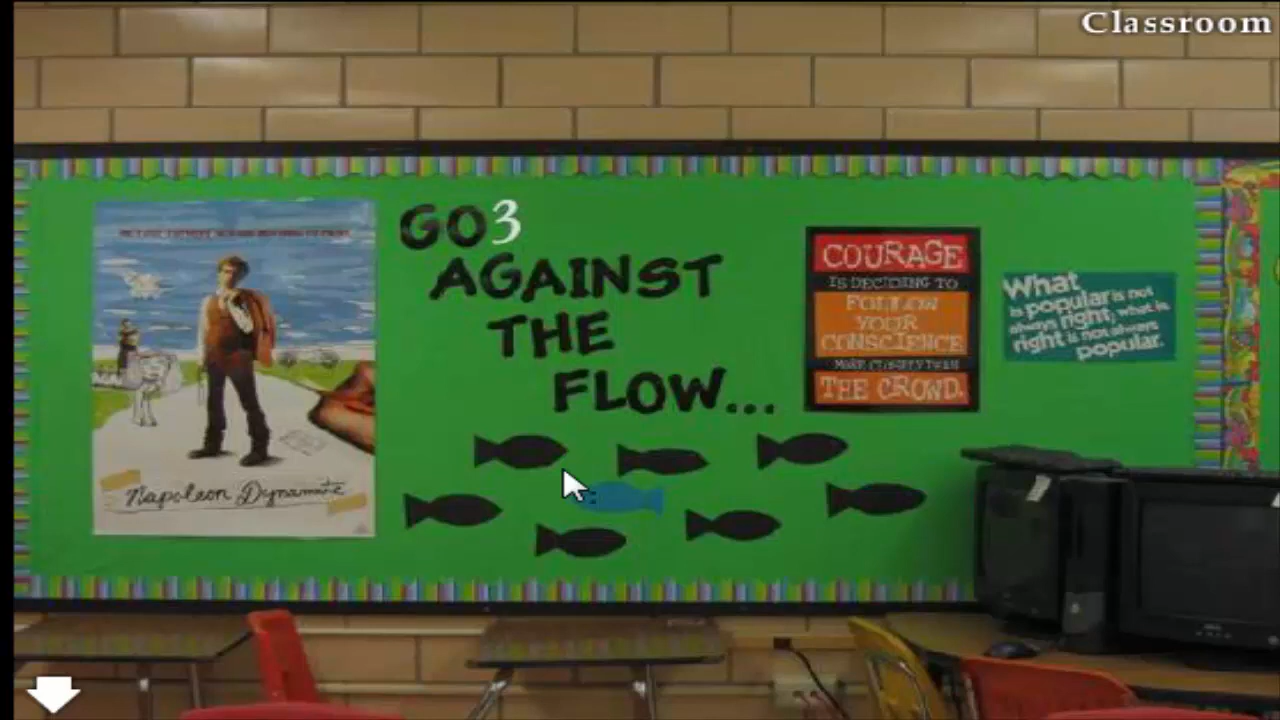 Classroom
GO3
AGAINST
THE
FLOW...
COURAGE
IS DECIDING TO
FOLLOW
YOUR
CONSCIENCE
MORE CLOSELY THAN
THE CROWD.
What
is popular is not
always right; what is
right is not always
popular.
Napoleon Dynamite